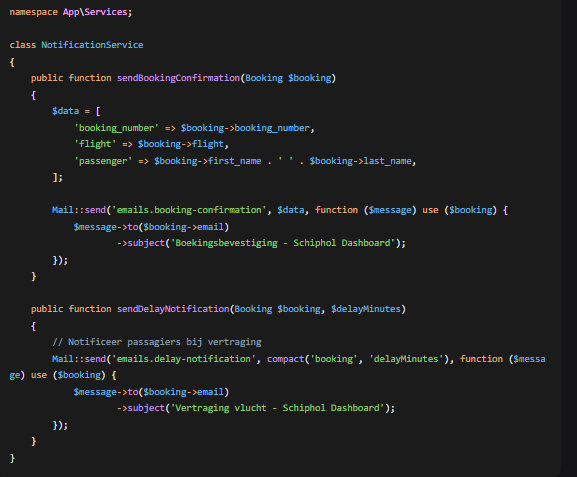 namespace App\Services;
class NotificationService
{
public function sendBookingConfirmation(Booking $booking)
{
$data = [
'booking_number' => $booking->booking_number,
'flight' => $booking->flight,
'passenger' => $booking->first_name . ' ' . $booking->last_name,
];
Mail::send('emails.booking-confirmation', $data, function ($message) use ($booking) {
$message->to($booking->email)
->subject('Boekingsbevestiging - Schiphol Dashboard');
});
}
public function sendDelayNotification(Booking $booking, $delayMinutes)
{
// Notificeer passagiers bij vertraging
Mail::send('emails.delay-notification', compact('booking', 'delayMinutes'), function ($messa
ge) use ($booking) {
$message->to($booking->email)
->subject('Vertraging vlucht - Schiphol Dashboard');
});
}
}